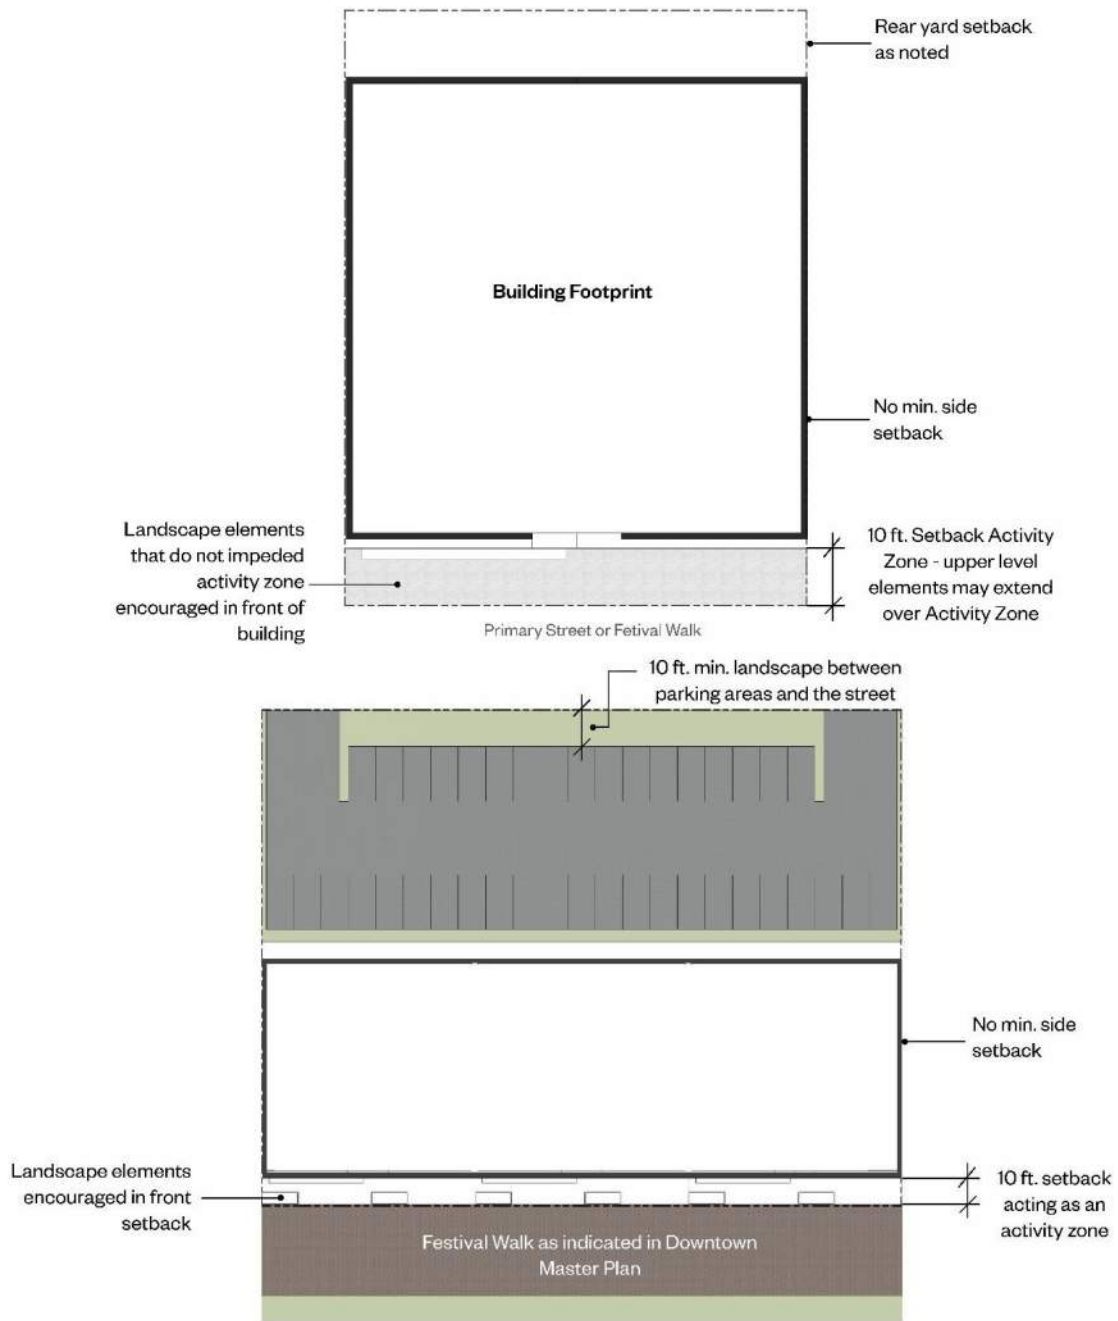 Rear yard setback
as noted
Building Footprint
No min. side
setback
Landscape elements
that do not impeded
activity zone
encouraged in front of
building
10 ft. Setback Activity
Zone - upper level
elements may extend
over Activity Zone
Primary Street or Fetival Walk
10 ft. min. landscape between
parking areas and the street
No min. side
setback
Landscape elements
encouraged in front
setback
10 ft. setback
acting as an
activity zone
Festival Walk as indicated in Downtown
Master Plan